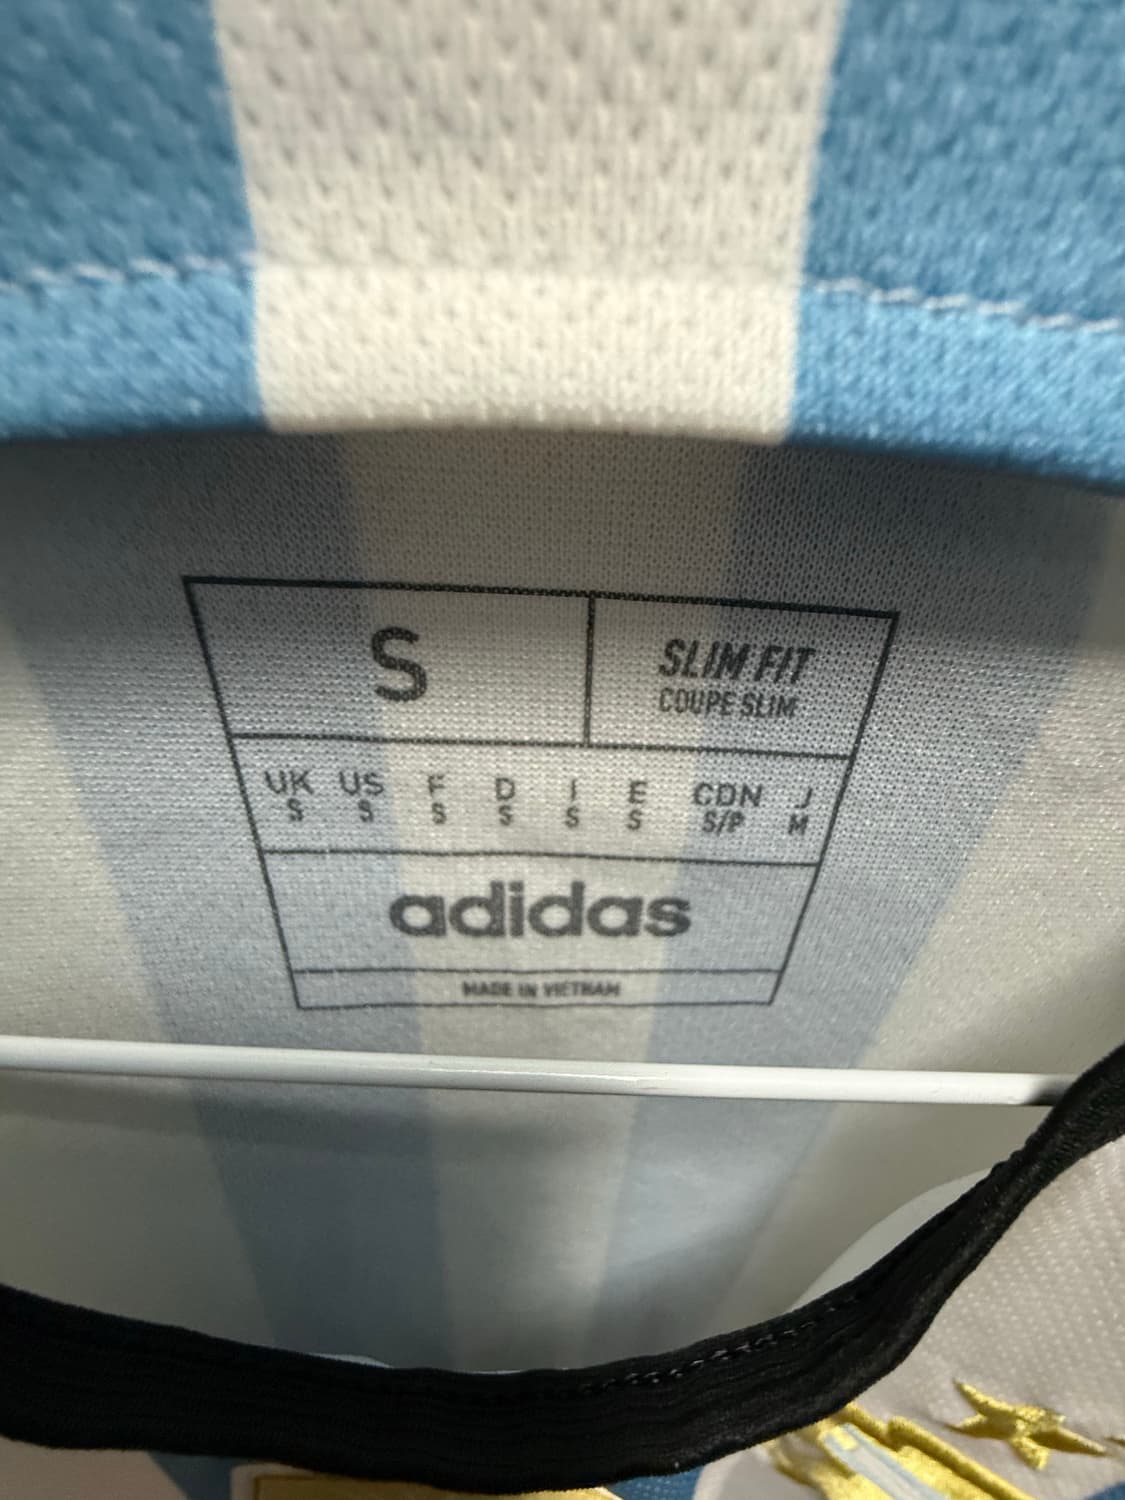 S
SLIM FIT
COUPE SLIM
UK US F D I E CDN J
S S S S S S S/P M
adidas
MADE IN VIETNAM